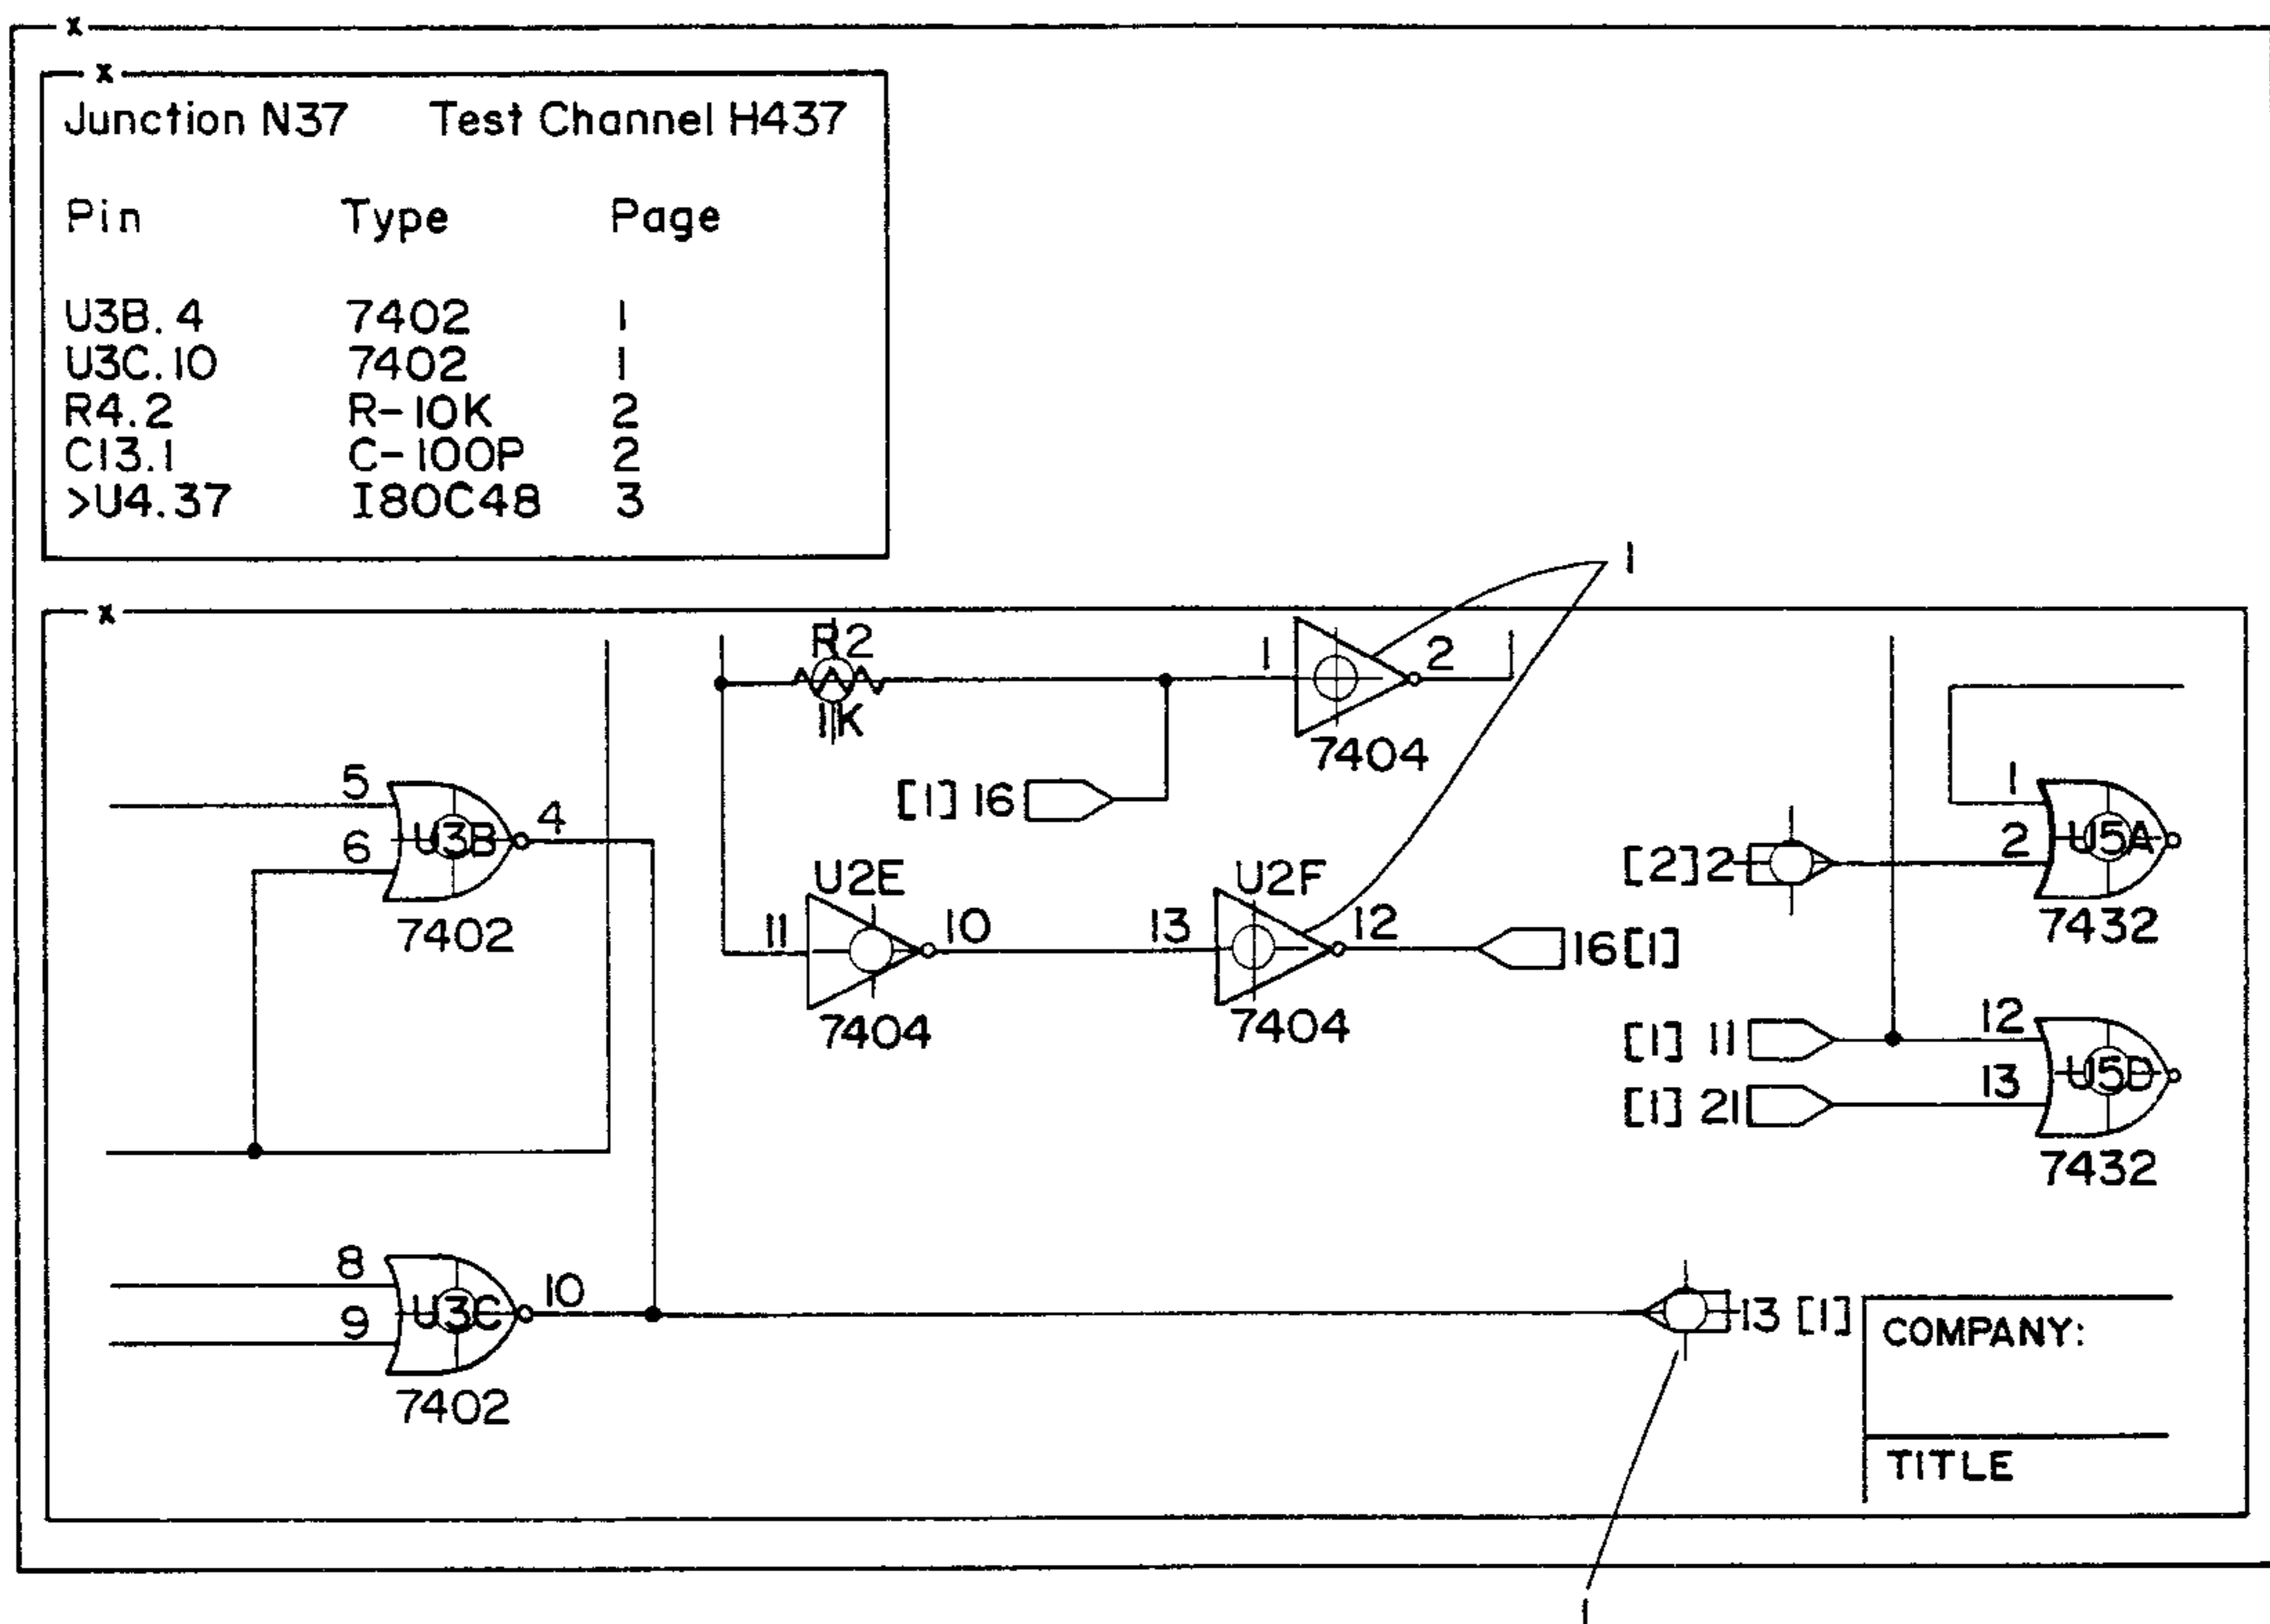 x
x
Junction N37 Test Channel H437
Pin Type Page
U3B.4 7402 1
U3C.10 7402 1
R4.2 R-10K 2
C13.1 C-100P 2
>U4.37 I80C48 3
1
x
R2
1 2
1K
7404
5
[1] 16
1
4
U3B
6
2
U5A
[2]2
U2E U2F
7402
7432
11 10 13 12
16[1]
7404 7404
12
[1] 11
U5D
13
[1] 21
7432
8
10
U3C
13 [1]
9
COMPANY:
7402
TITLE
1